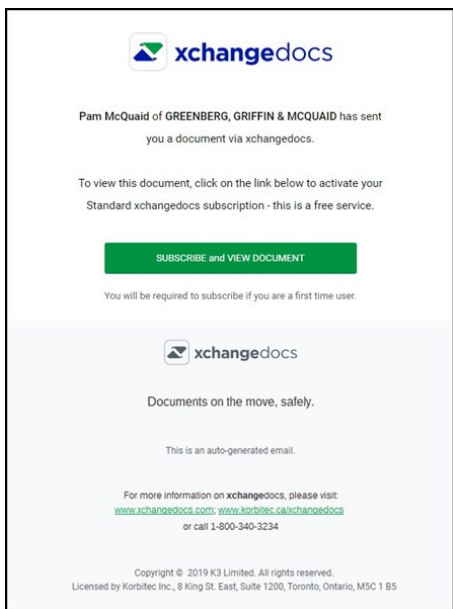 xchangedocs
Pam McQuaid of GREENBERG, GRIFFIN & MCQUAID has sent
you a document via xchangedocs.
To view this document, click on the link below to activate your
Standard xchangedocs subscription - this is a free service.
SUBSCRIBE and VIEW DOCUMENT
You will be required to subscribe if you are a first time user.
xchangedocs
Documents on the move, safely.
This is an auto-generated email.
For more information on xchangedocs, please visit:
www.xchangedocs.com; www.korbitec.ca/xchangedocs
or call 1-800-340-3234
Copyright © 2019 K3 Limited. All rights reserved.
Licensed by Korbitec Inc., 8 King St. East, Suite 1200, Toronto, Ontario, M5C 1 B5